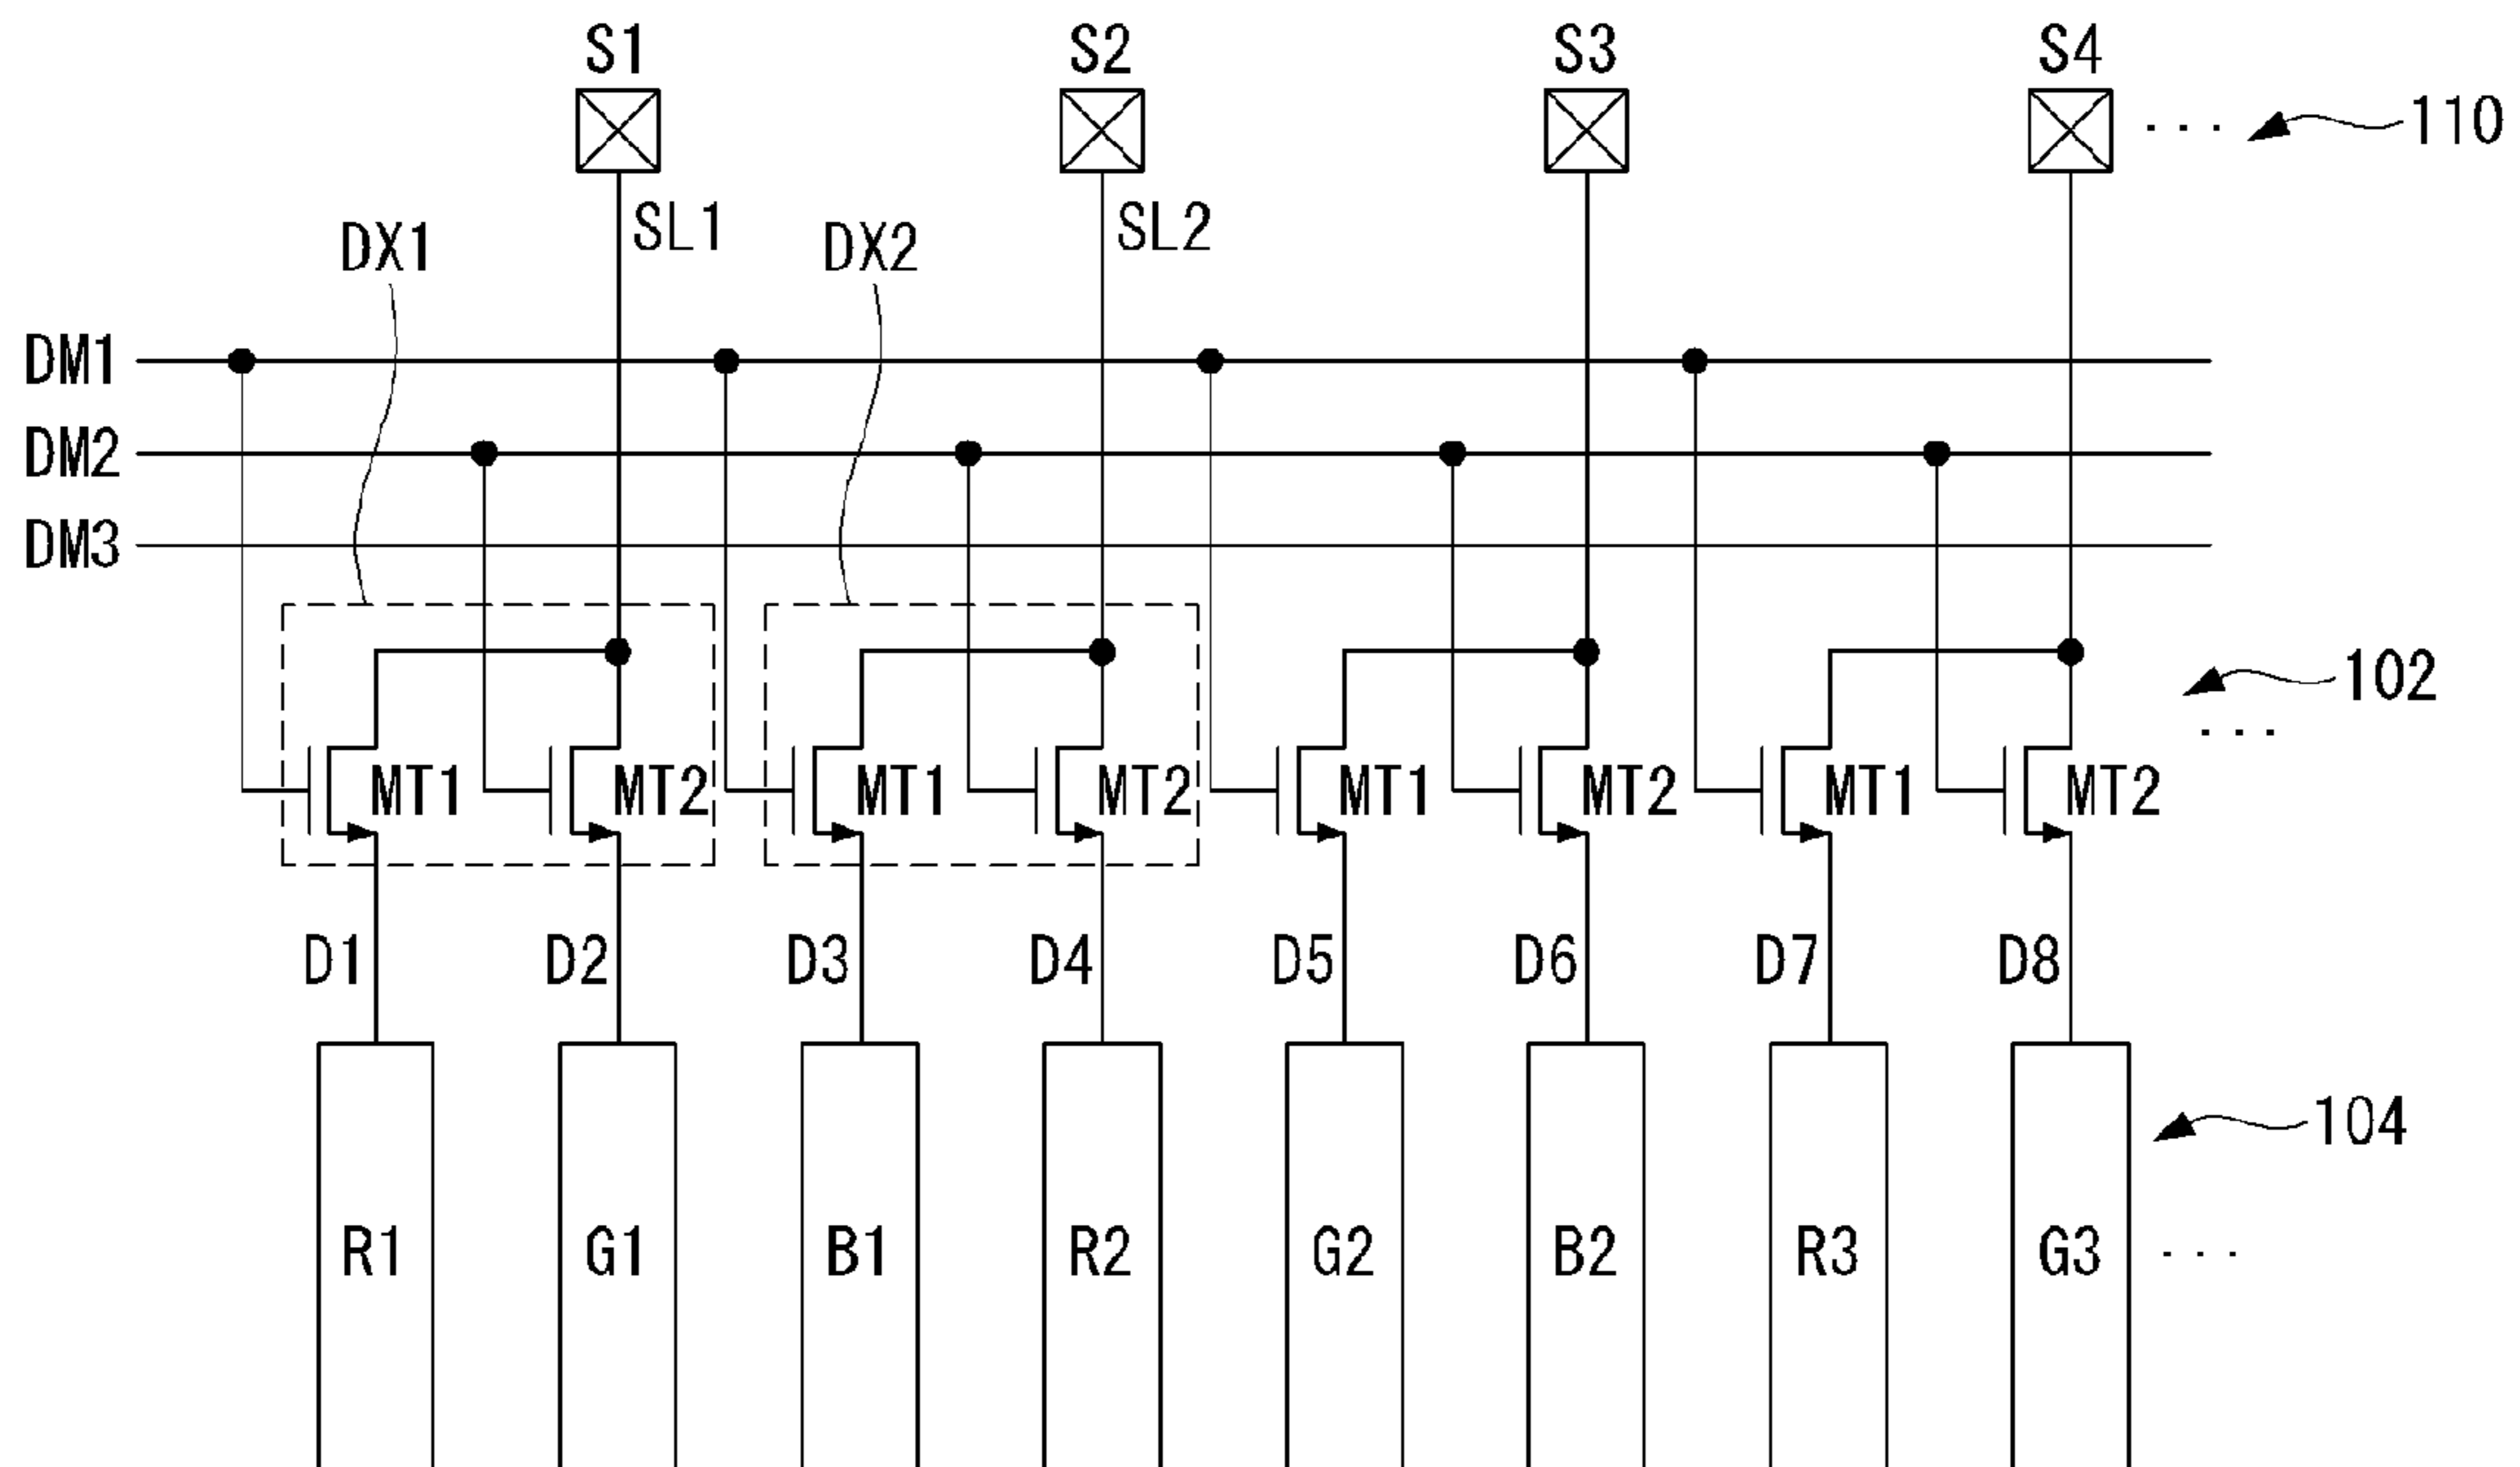 S1 S2 S3 S4
... 110
SL1 SL2
DX1 DX2
DM1
DM2
DM3
102
...
MT1 MT2 MT1 MT2 MT1 MT2 MT1 MT2
D1 D2 D3 D4 D5 D6 D7 D8
104
R1 G1 B1 R2 G2 B2 R3 G3 ...